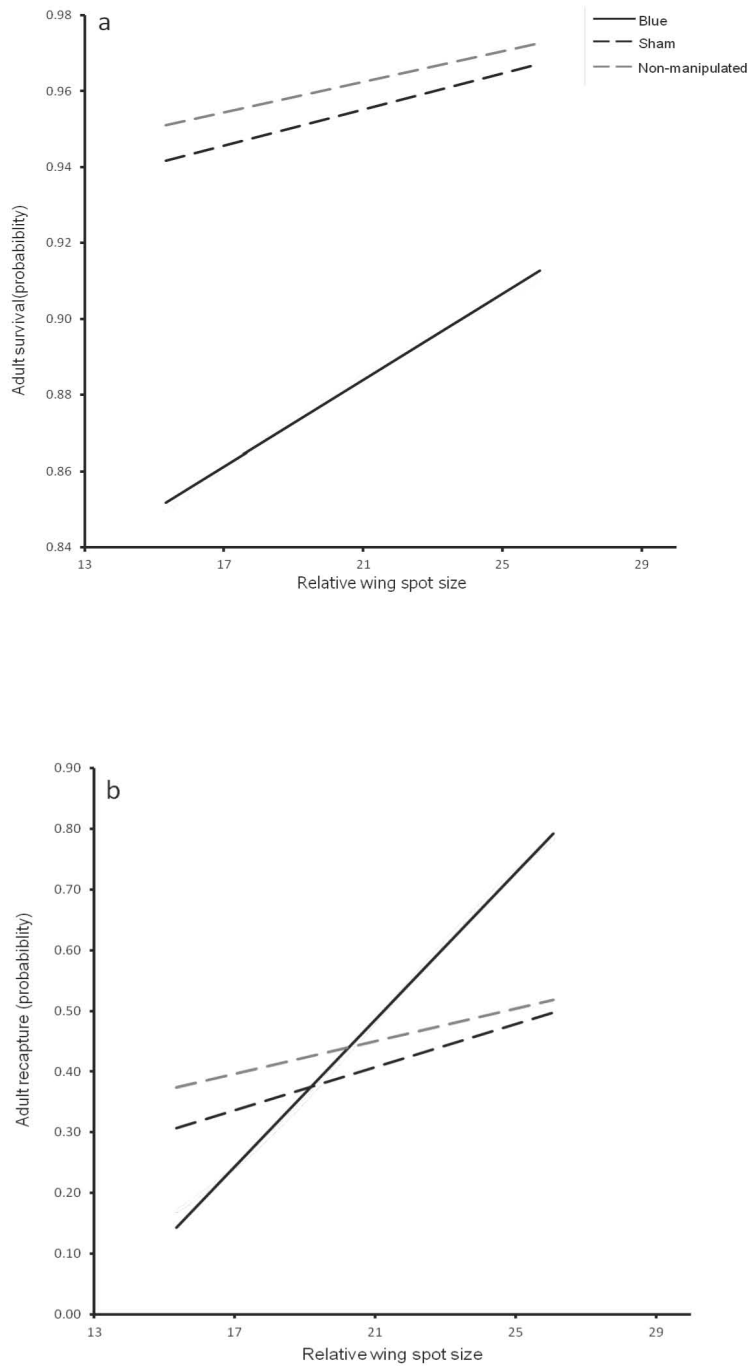 a
Blue
Sham
Non-manipulated
0.98
0.96
0.94
0.92
0.90
0.88
0.86
0.84
Adult survival(probabiblity)
13 17 21 25 29
Relative wing spot size
b
0.90
0.80
0.70
0.60
0.50
0.40
0.30
0.20
0.10
0.00
Adult recapture (probabiblity)
13 17 21 25 29
Relative wing spot size